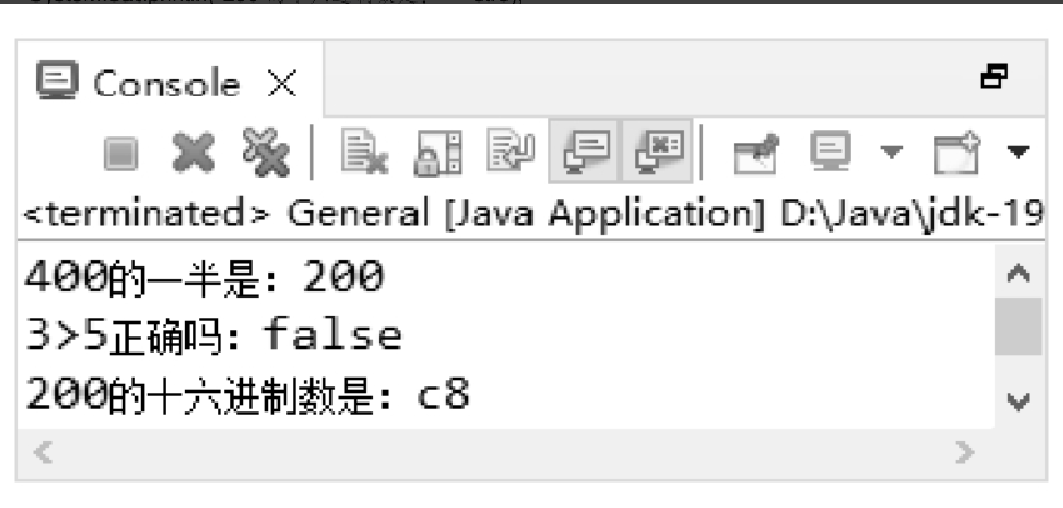 Console
<terminated> General [Java Application] D:\Java\jdk-19
400的一半是：200
3>5正确吗：false
200的十六进制数是：c8